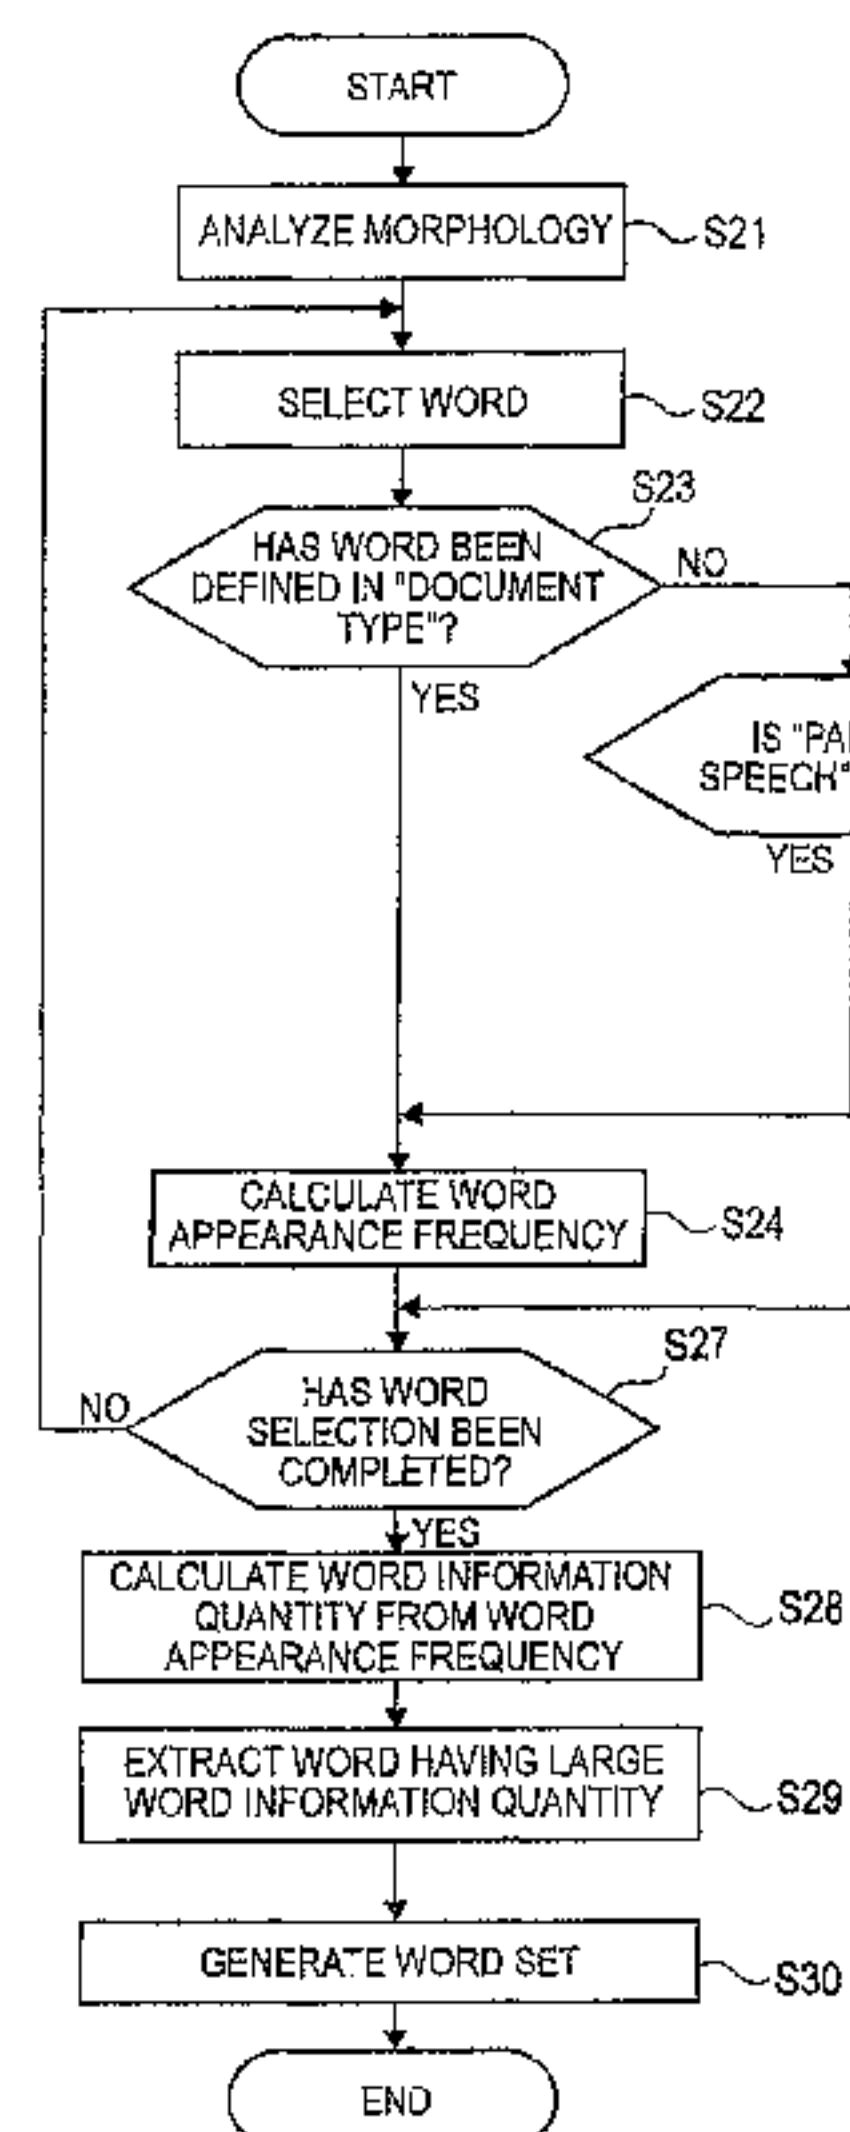 START
ANALYZE MORPHOLOGY
S21
SELECT WORD
S22
S23
HAS WORD BEEN
DEFINED IN "DOCUMENT
TYPE"?
NO
YES
IS "PA
SPEECH"
YES
CALCULATE WORD
APPEARANCE FREQUENCY
S24
S27
HAS WORD
SELECTION BEEN
COMPLETED?
NO
YES
CALCULATE WORD INFORMATION
QUANTITY FROM WORD
APPEARANCE FREQUENCY
S28
EXTRACT WORD HAVING LARGE
WORD INFORMATION QUANTITY
S29
GENERATE WORD SET
S30
END